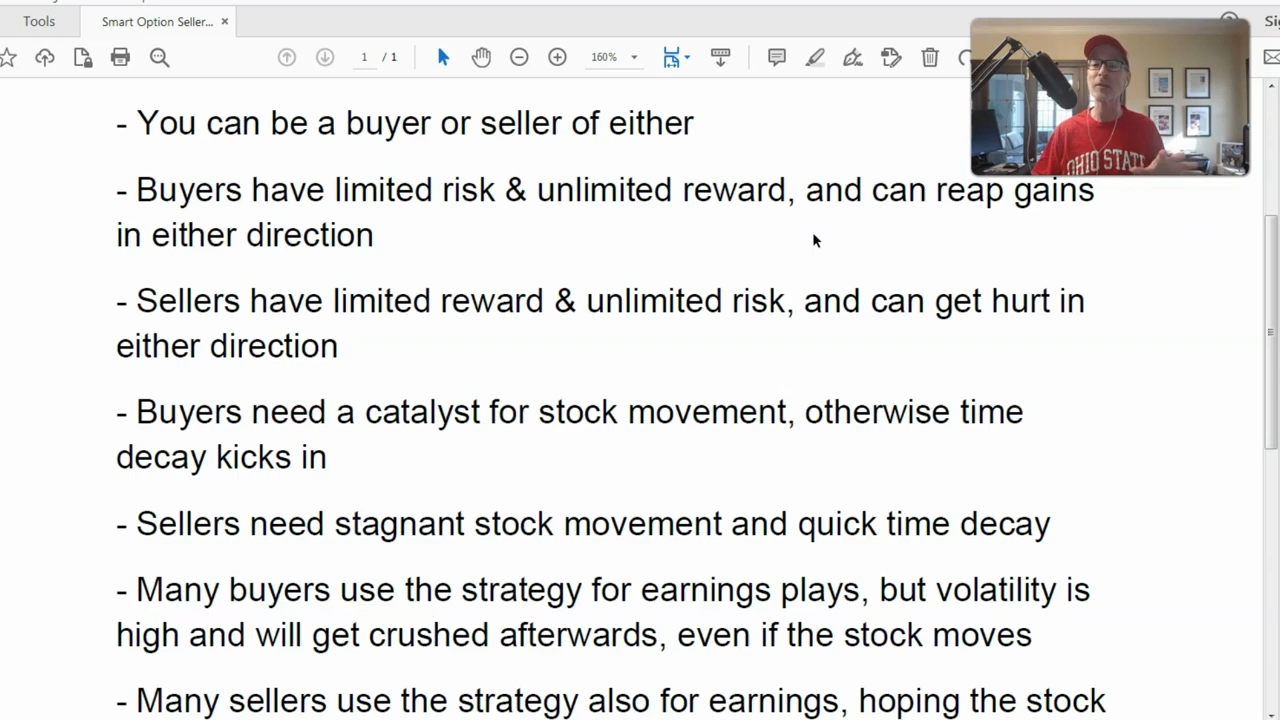 Tools
Smart Option Seller... ×
1 / 1
160%
- You can be a buyer or seller of either
- Buyers have limited risk & unlimited reward, and can reap gains
in either direction
- Sellers have limited reward & unlimited risk, and can get hurt in
either direction
- Buyers need a catalyst for stock movement, otherwise time
decay kicks in
- Sellers need stagnant stock movement and quick time decay
- Many buyers use the strategy for earnings plays, but volatility is
high and will get crushed afterwards, even if the stock moves
- Many sellers use the strategy also for earnings, hoping the stock
OHIO STATE